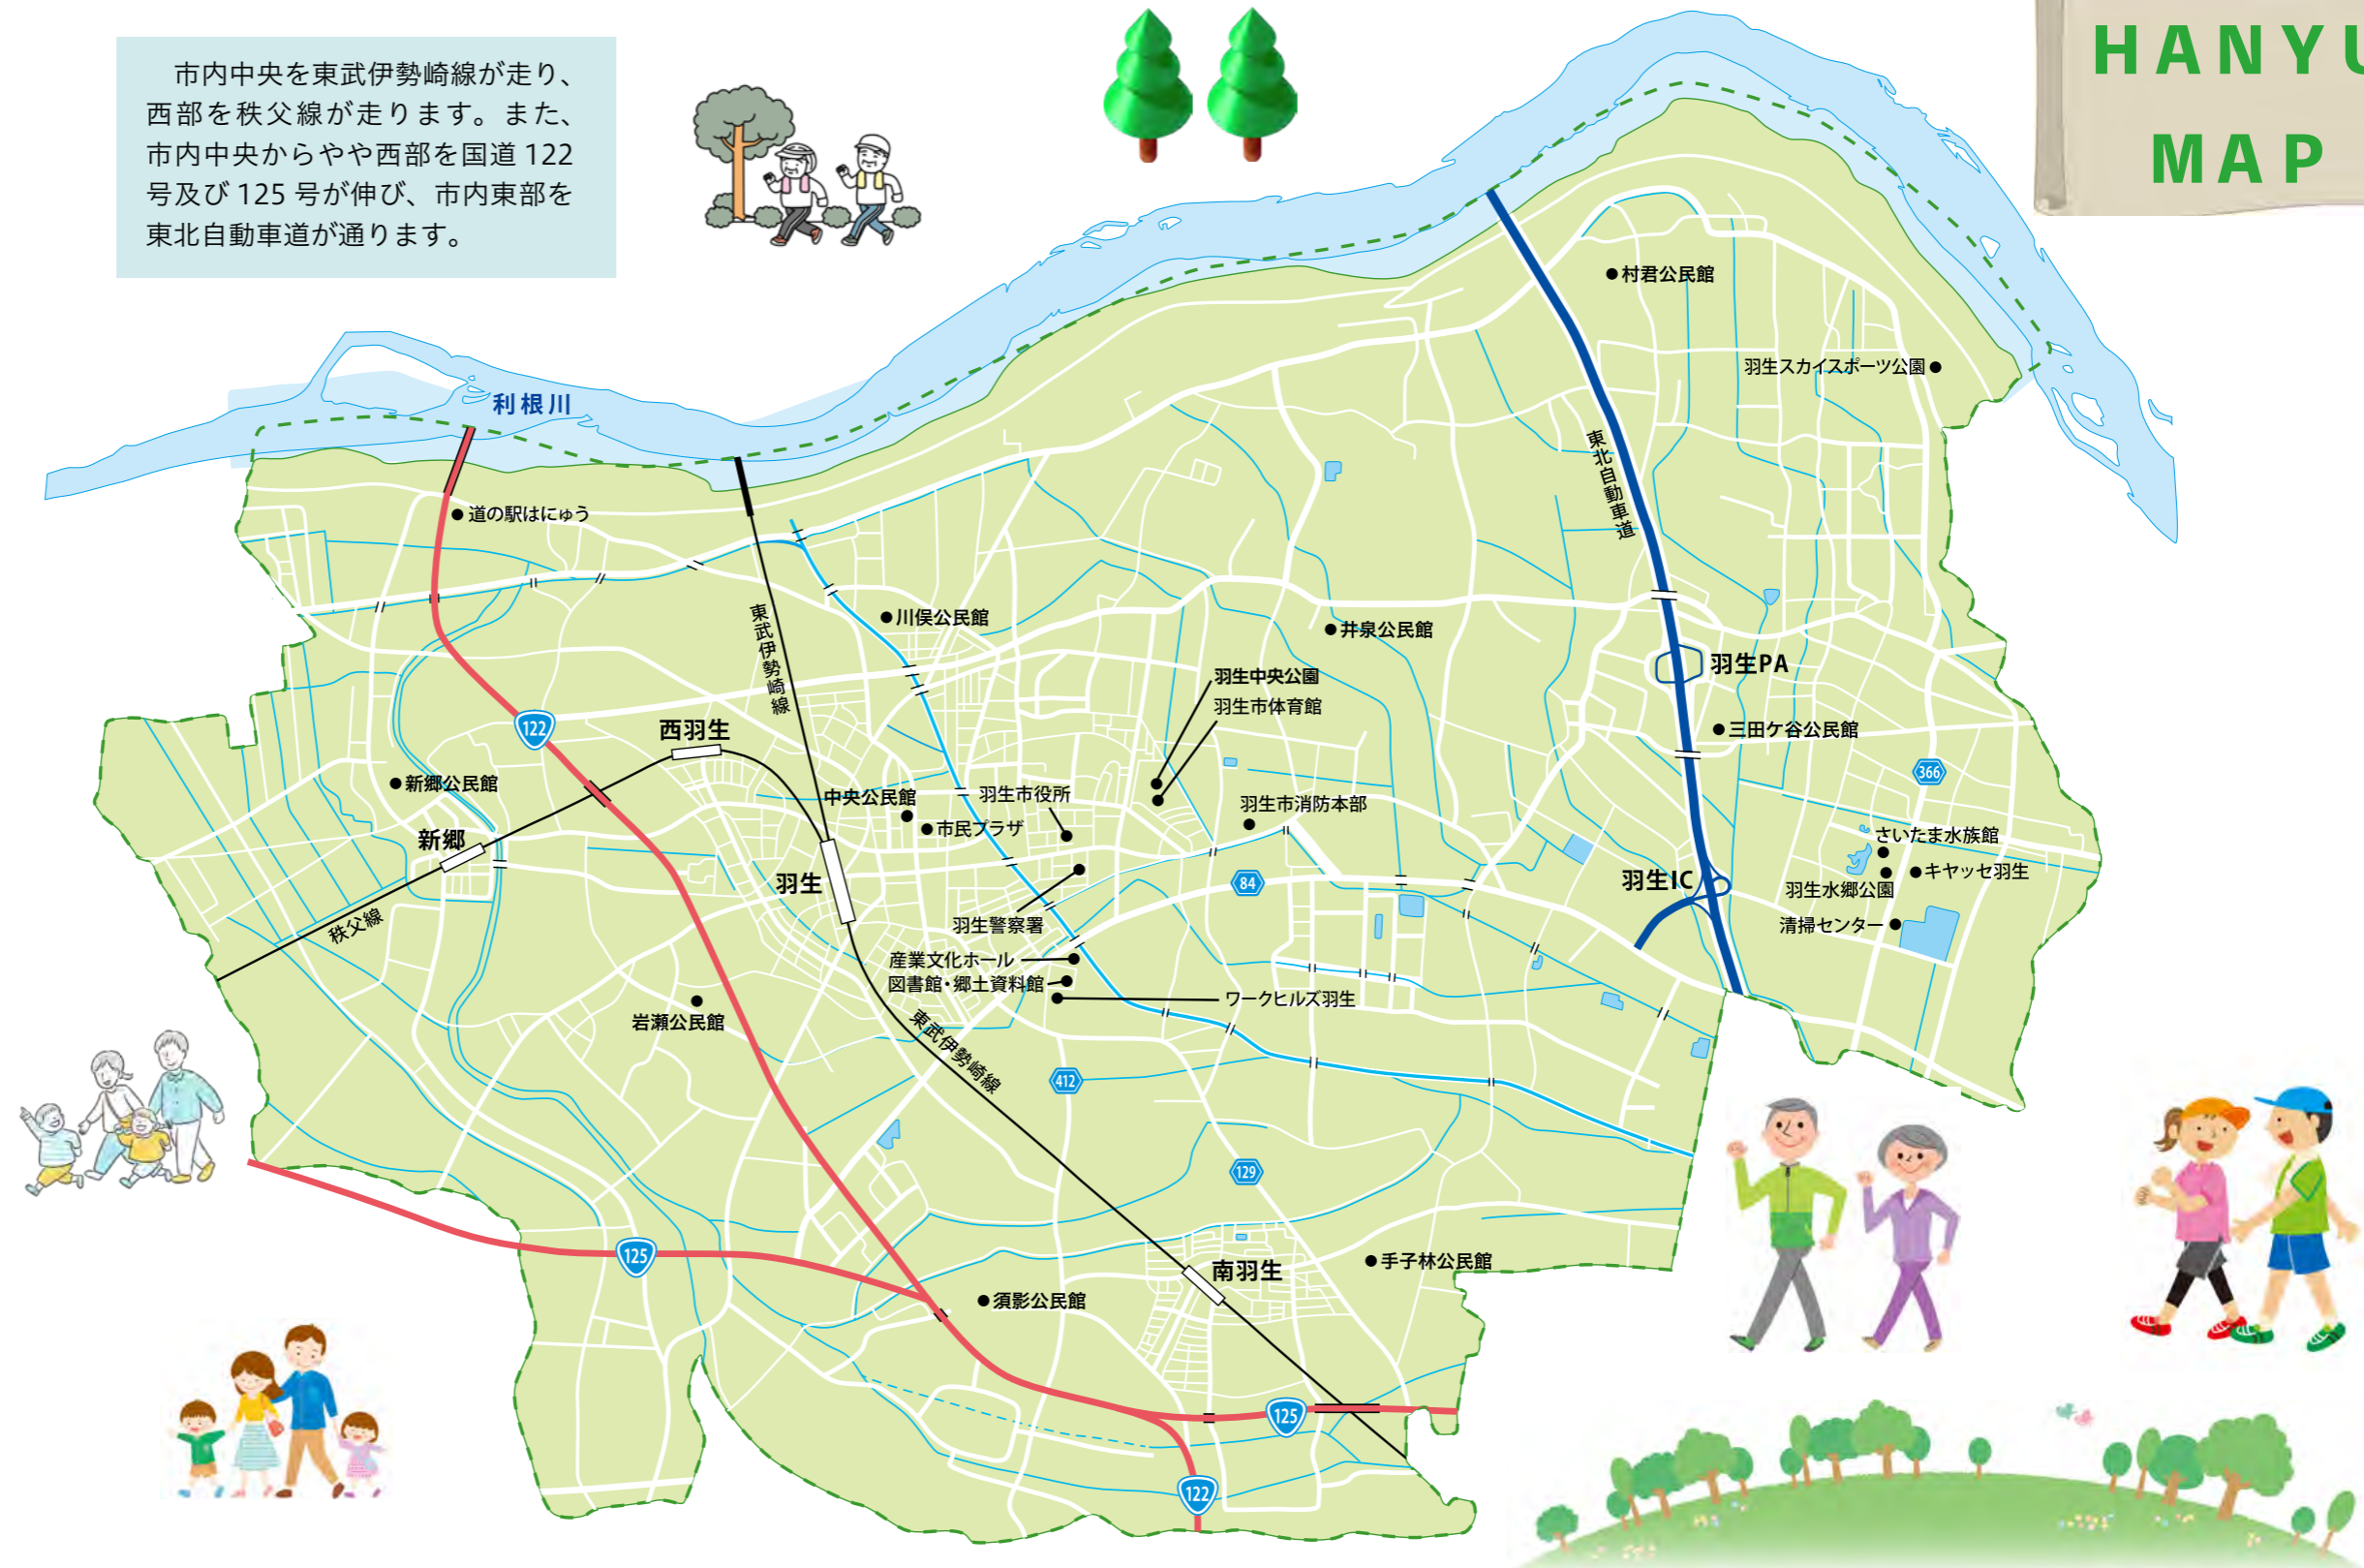 HANYU
MAP
　市内中央を東武伊勢崎線が走り、
西部を秩父線が走ります。また、
市内中央からやや西部を国道 122
号及び 125 号が伸び、市内東部を
東北自動車道が通ります。
村君公民館
羽生スカイスポーツ公園
利根川
東北自動車道
道の駅はにゅう
東武伊勢崎線
川俣公民館
井泉公民館
羽生PA
羽生中央公園
羽生市体育館
122
西羽生
三田ケ谷公民館
366
新郷公民館
中央公民館
羽生市役所
羽生市消防本部
市民プラザ
新郷
さいたま水族館
羽生
84
羽生IC
キヤッセ羽生
羽生水郷公園
秩父線
羽生警察署
清掃センター
産業文化ホール
図書館・郷土資料館
ワークヒルズ羽生
岩瀬公民館
東武伊勢崎線
412
129
125
南羽生
手子林公民館
須影公民館
125
122